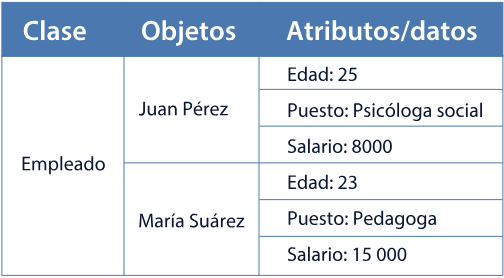 Clase Objetos Atributos/datos
Edad: 25
Juan Pérez
Puesto: Psicóloga social
Salario: 8000
Empleado
Edad: 23
María Suárez
Puesto: Pedagoga
Salario: 15 000